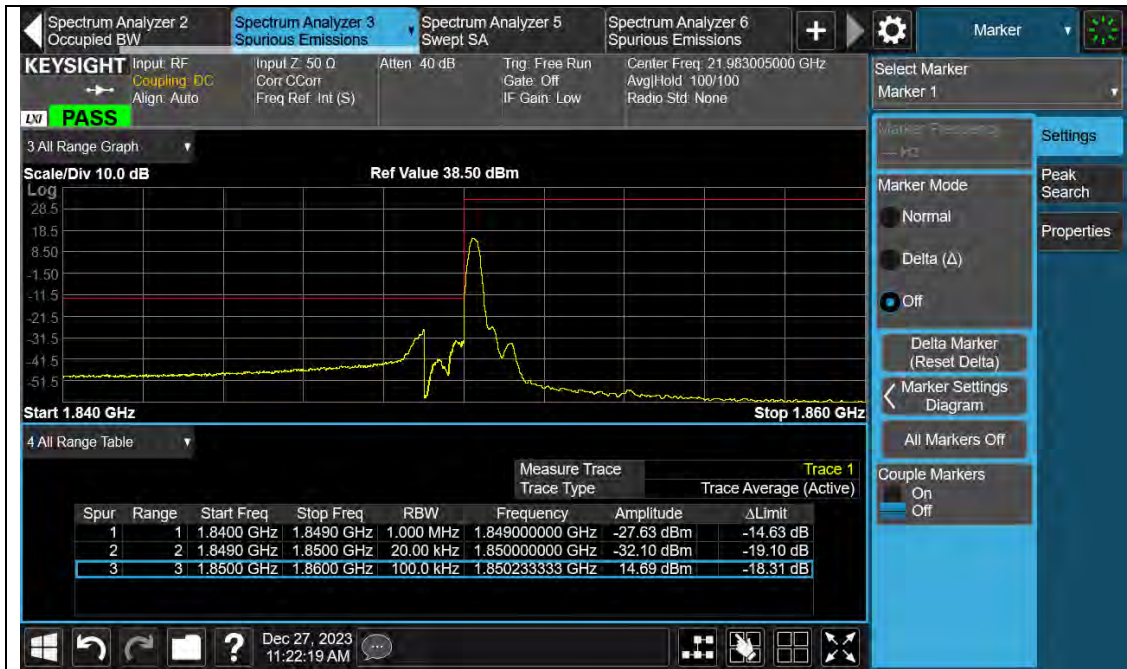 Spectrum Analyzer 2
Occupied BW
Spectrum Analyzer 3
Spurious Emissions
Spectrum Analyzer 5
Swept SA
Spectrum Analyzer 6
Spurious Emissions
+
Marker
KEYSIGHT
Input: RF
Coupling: DC
Align: Auto
Input Z: 50 Ω
Corr CCorr
Freq Ref: Int (S)
Atten: 40 dB
Trig: Free Run
Gate: Off
IF Gain: Low
Center Freq: 21.983005000 GHz
Avg|Hold: 100/100
Radio Std: None
LXI PASS
Select Marker
Marker 1
Marker Frequency
--- Hz
Settings
Marker Mode
Peak
Search
Normal
Properties
Delta (Δ)
Off
Delta Marker
(Reset Delta)
Marker Settings
Diagram
All Markers Off
Couple Markers
On
Off
3 All Range Graph
Scale/Div 10.0 dB
Ref Value 38.50 dBm
Log
28.5
18.5
8.50
-1.50
-11.5
-21.5
-31.5
-41.5
-51.5
Start 1.840 GHz
Stop 1.860 GHz
4 All Range Table
Measure Trace Trace 1
Trace Type Trace Average (Active)
Spur Range Start Freq Stop Freq RBW Frequency Amplitude ΔLimit
1 1 1.8400 GHz 1.8490 GHz 1.000 MHz 1.849000000 GHz -27.63 dBm -14.63 dB
2 2 1.8490 GHz 1.8500 GHz 20.00 kHz 1.850000000 GHz -32.10 dBm -19.10 dB
3 3 1.8500 GHz 1.8600 GHz 100.0 kHz 1.850233333 GHz 14.69 dBm -18.31 dB
?
Dec 27, 2023
11:22:19 AM